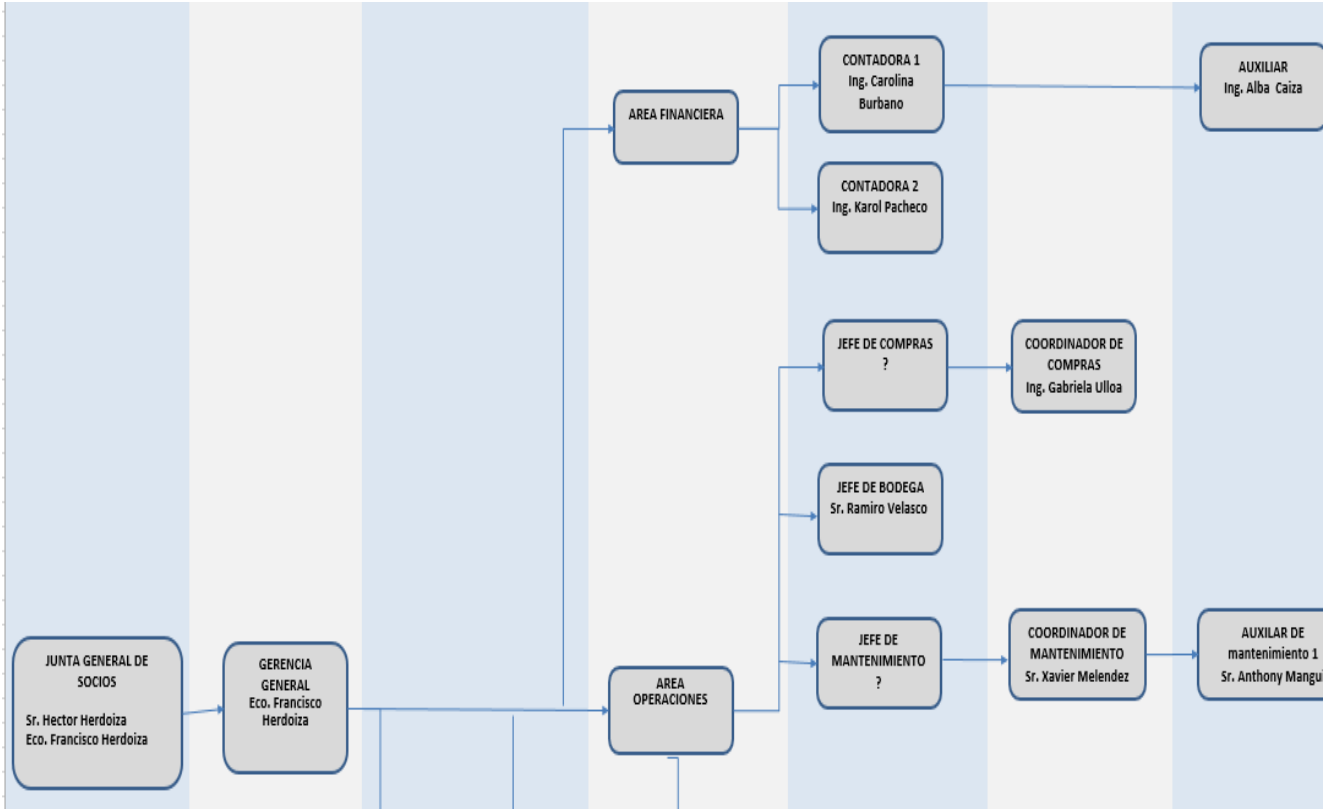 CONTADORA 1
Ing. Carolina
Burbano
AUXILIAR
Ing. Alba Caiza
AREA FINANCIERA
CONTADORA 2
Ing. Karol Pacheco
JEFE DE COMPRAS
?
COORDINADOR DE
COMPRAS
Ing. Gabriela Ulloa
JEFE DE BODEGA
Sr. Ramiro Velasco
JUNTA GENERAL DE
SOCIOS
Sr. Hector Herdoiza
Eco. Francisco Herdoiza
GERENCIA
GENERAL
Eco. Francisco
Herdoiza
AREA
OPERACIONES
JEFE DE
MANTENIMIENTO
?
COORDINADOR DE
MANTENIMIENTO
Sr. Xavier Melendez
AUXILAR DE
mantenimiento 1
Sr. Anthony